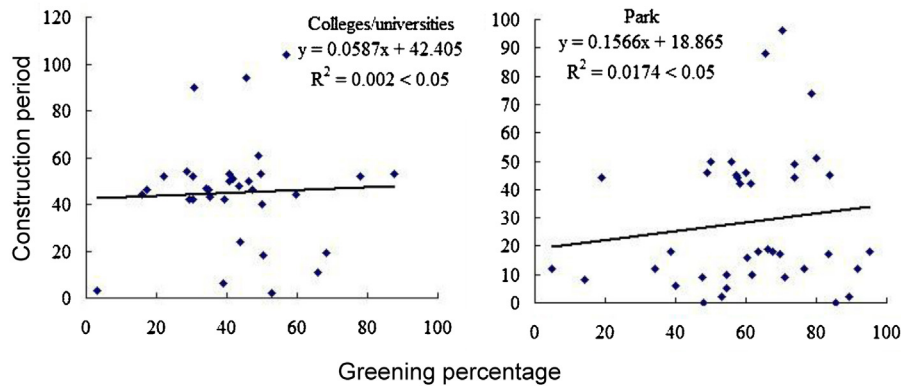 Colleges/universities
y = 0.0587x + 42.405
R² = 0.002 < 0.05
120
100
80
60
40
20
0
0 20 40 60 80 100
Construction period
Park
y = 0.1566x + 18.865
R² = 0.0174 < 0.05
100
90
80
70
60
50
40
30
20
10
0
0 20 40 60 80 100
Greening percentage